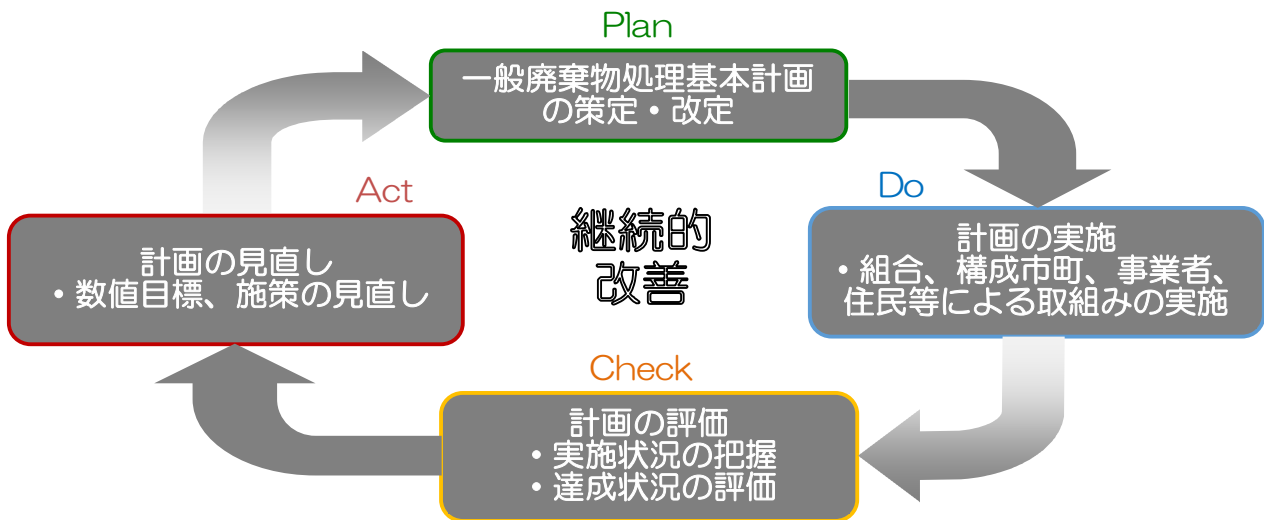 Plan
一般廃棄物処理基本計画
の策定・改定
Do
計画の実施
・組合、構成市町、事業者、
住民等による取組みの実施
Check
計画の評価
・実施状況の把握
・達成状況の評価
Act
計画の見直し
・数値目標、施策の見直し
継続的
改善